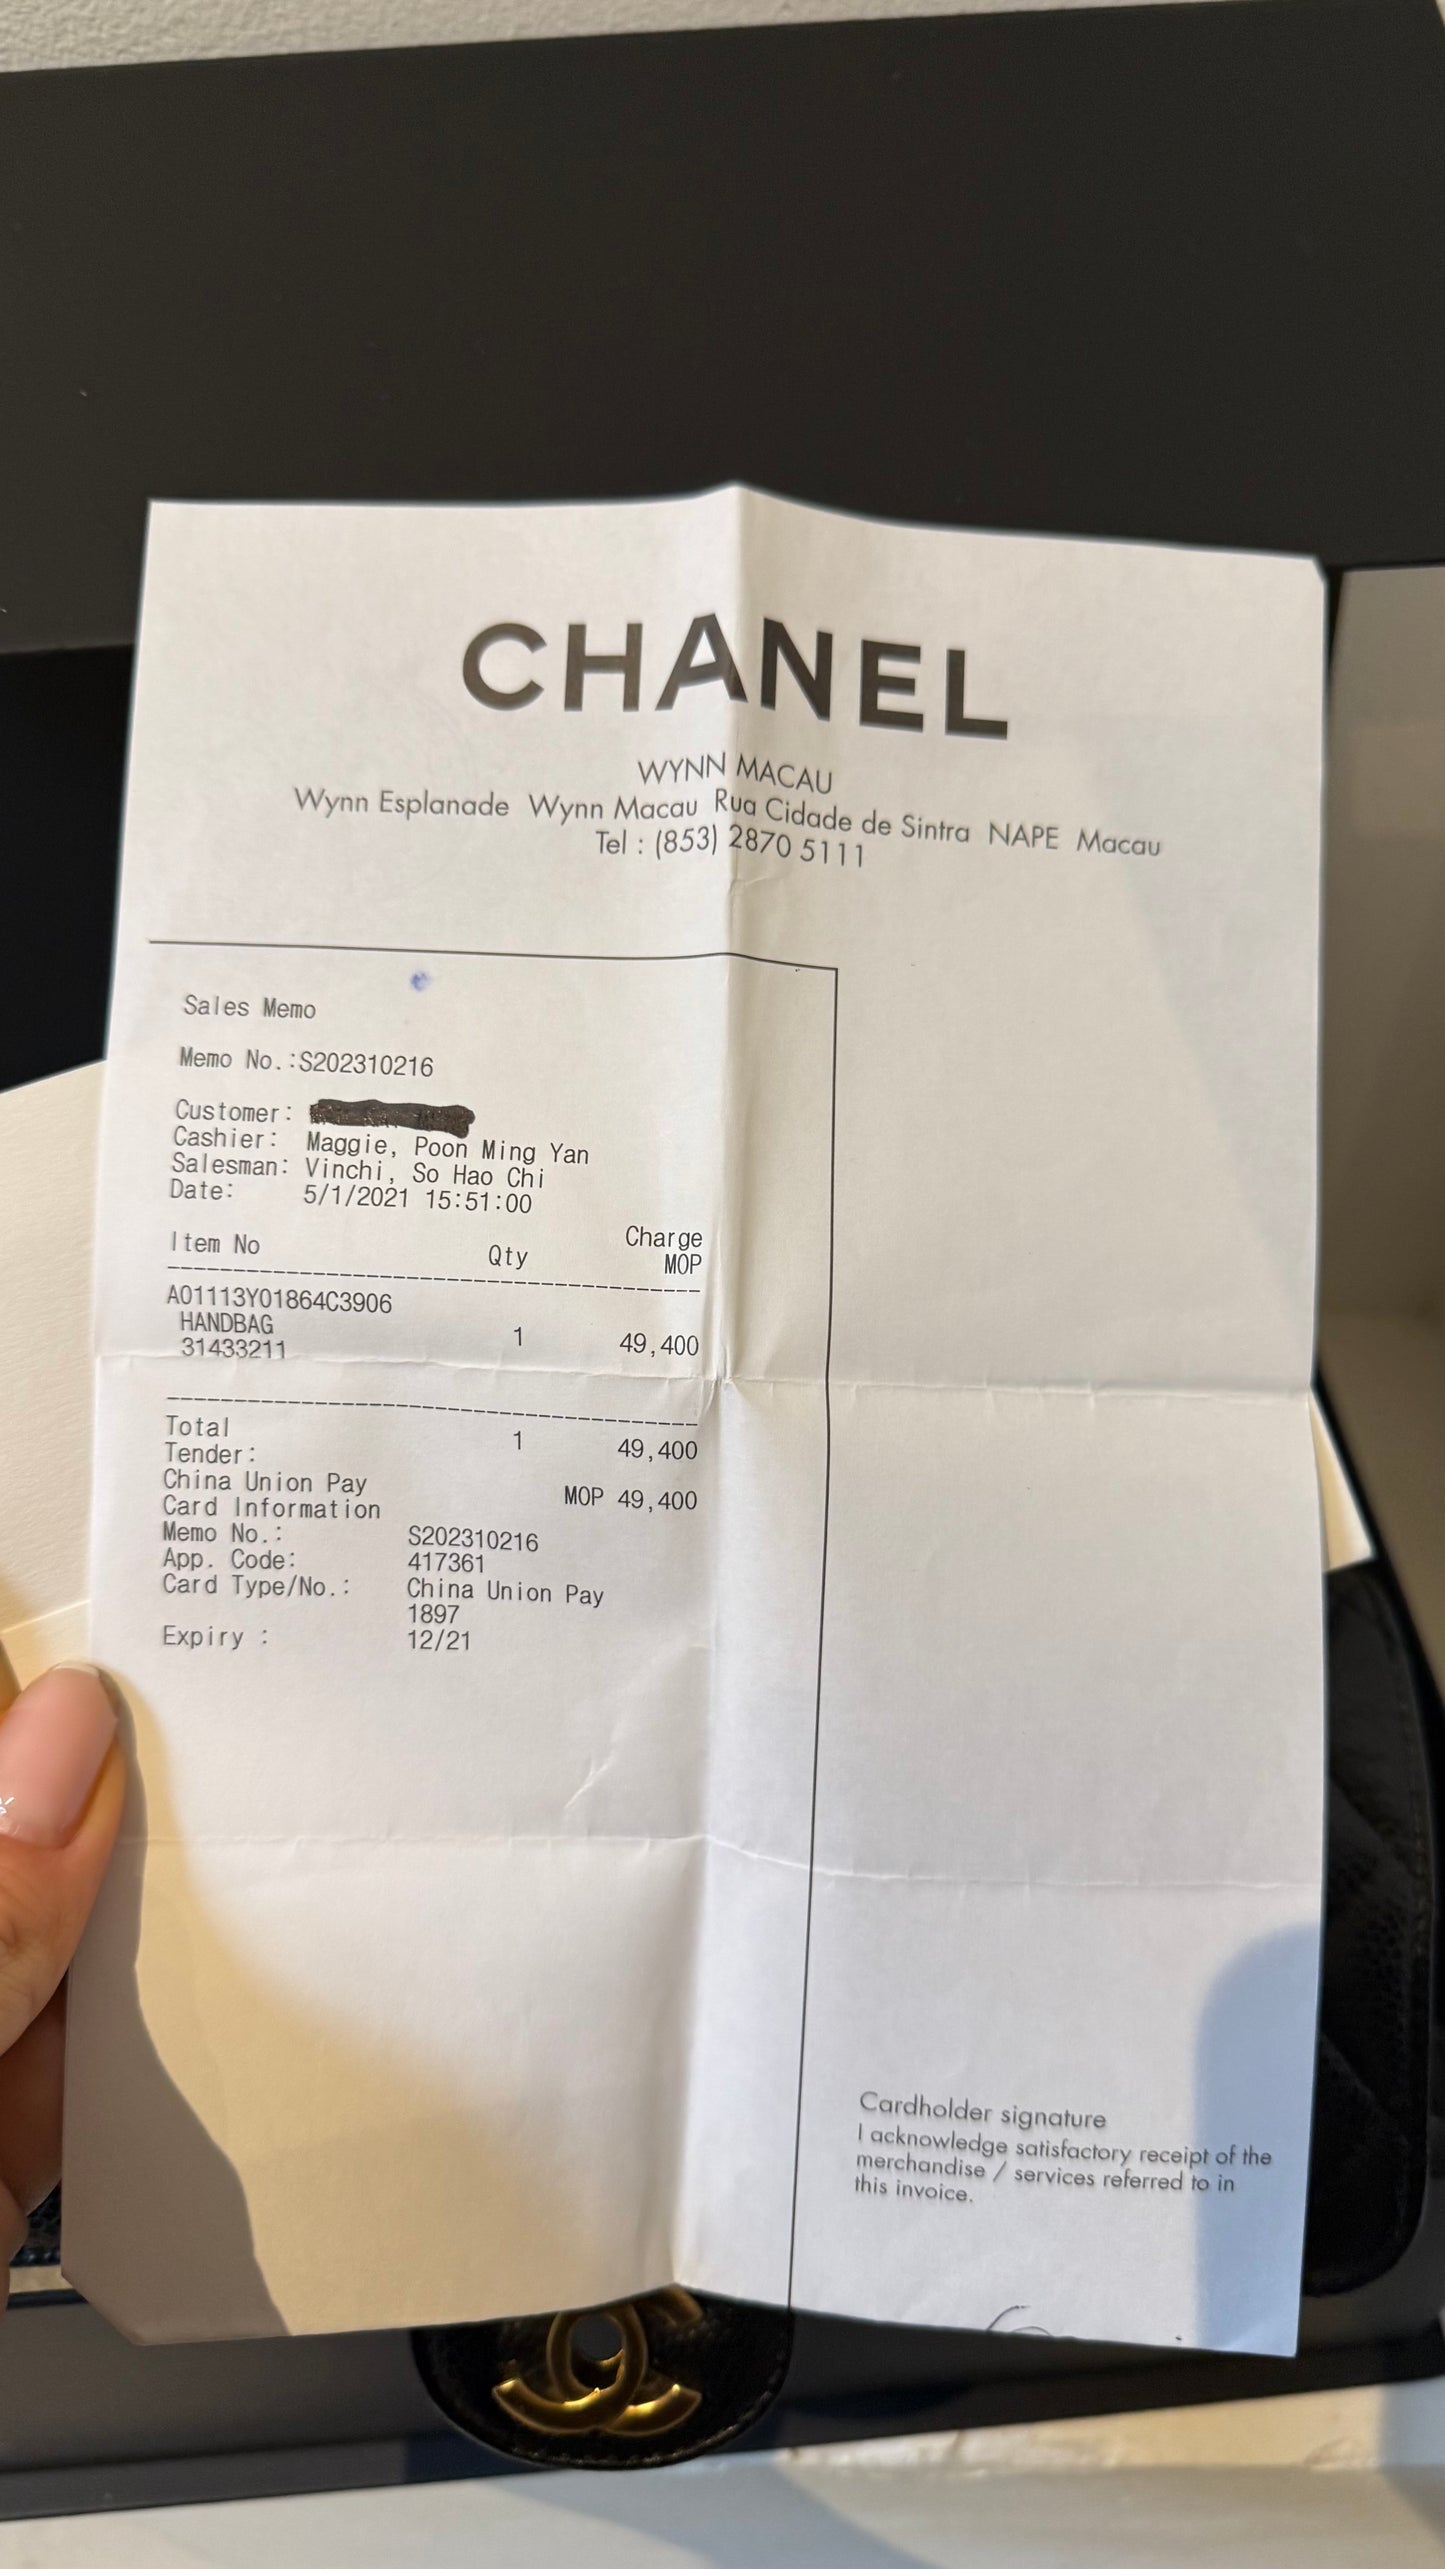 CHANEL
WYNN MACAU
Wynn Esplanade Wynn Macau Rua Cidade de Sintra NAPE Macau
Tel : (853) 2870 5111
Sales Memo
Memo No.:S202310216
Customer:
Cashier: Maggie, Poon Ming Yan
Salesman: Vinchi, So Hao Chi
Date: 5/1/2021 15:51:00
Item No Qty Charge
MOP
A01113Y01864C3906
HANDBAG 1 49,400
31433211
Total 1 49,400
Tender:
China Union Pay MOP 49,400
Card Information
Memo No.: S202310216
App. Code: 417361
Card Type/No.: China Union Pay
1897
Expiry : 12/21
Cardholder signature
I acknowledge satisfactory receipt of the
merchandise / services referred to in
this invoice.